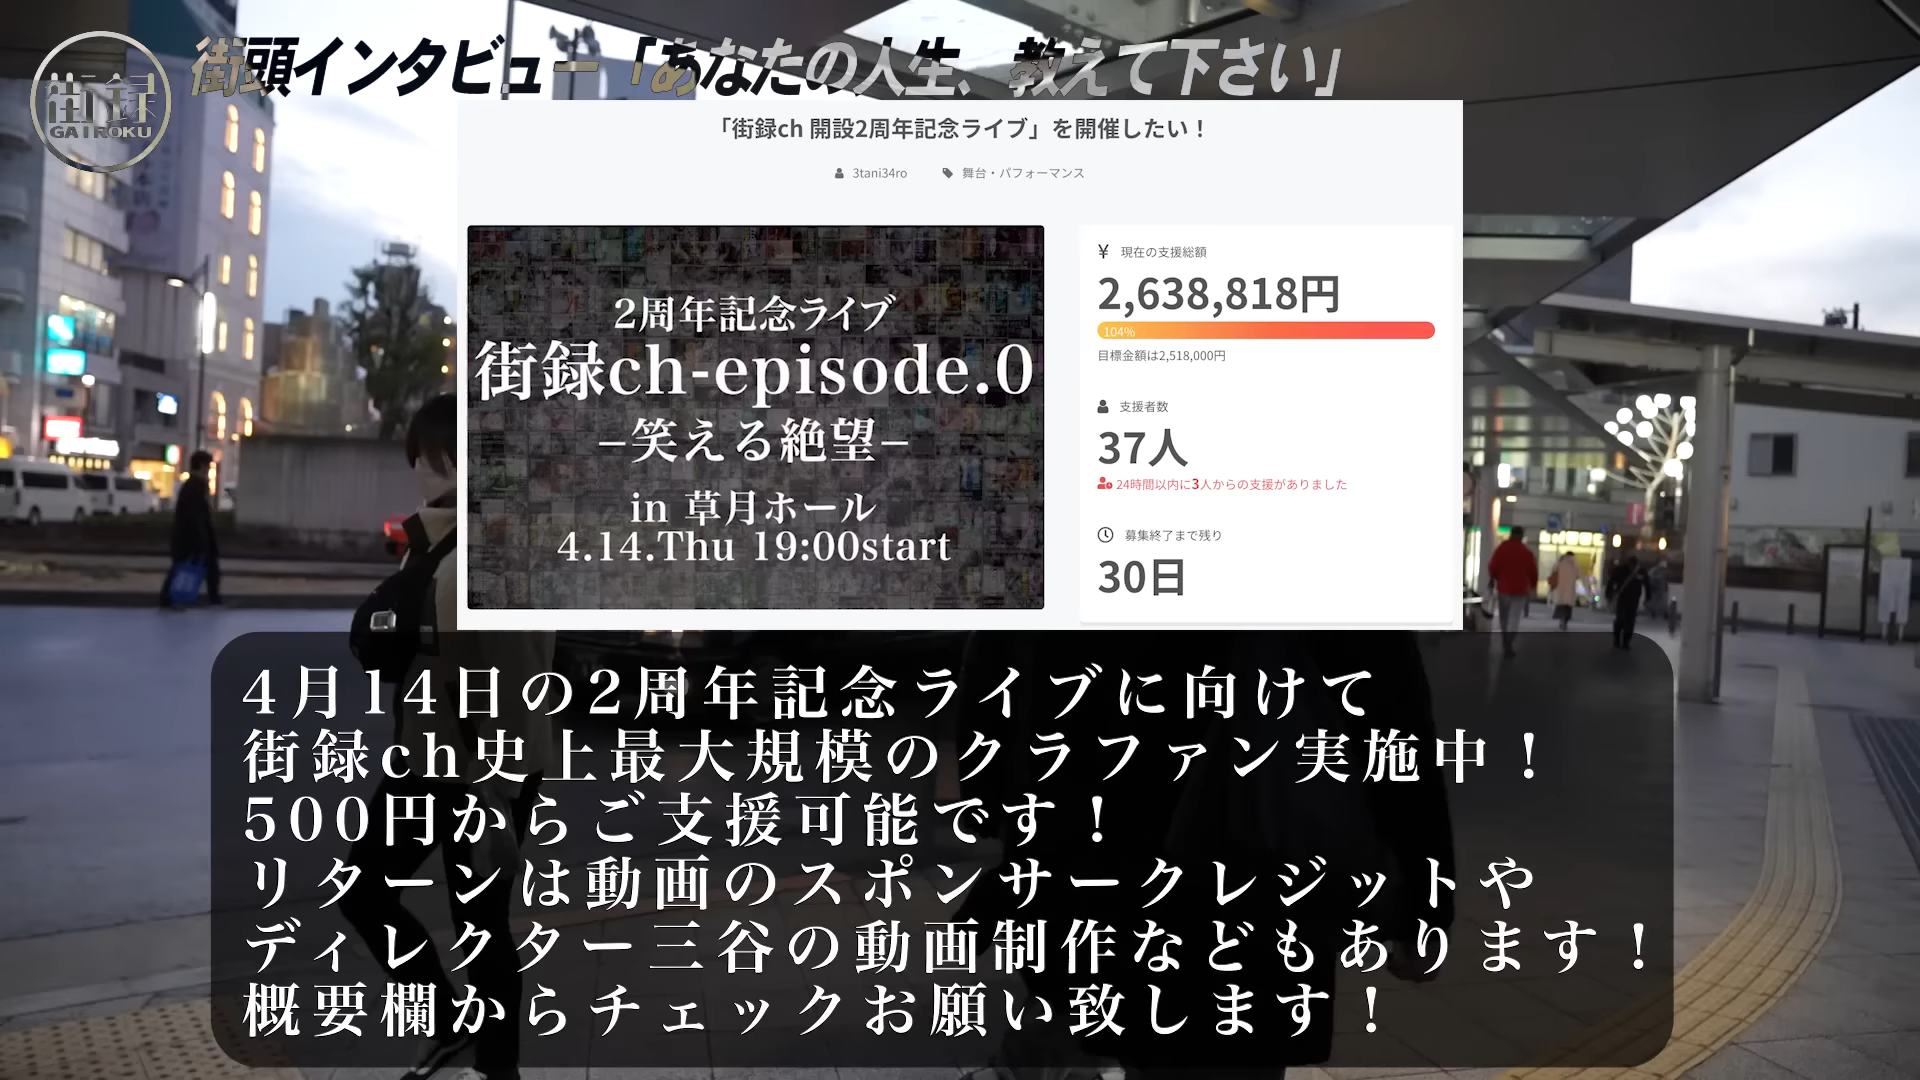 街録
GAIROKU
街頭インタビュー「あなたの人生、教えて下さい」
「街録ch 開設2周年記念ライブ」を開催したい！
3tani34ro 舞台・パフォーマンス
2周年記念ライブ
街録ch-episode.0
–笑える絶望–
in 草月ホール
4.14.Thu 19:00start
¥ 現在の支援総額
2,638,818円
104%
目標金額は2,518,000円
支援者数
37人
24時間以内に3人からの支援がありました
募集終了まで残り
30日
4月14日の2周年記念ライブに向けて
街録ch史上最大規模のクラファン実施中！
500円からご支援可能です！
リターンは動画のスポンサークレジットや
ディレクター三谷の動画制作などもあります！
概要欄からチェックお願い致します！